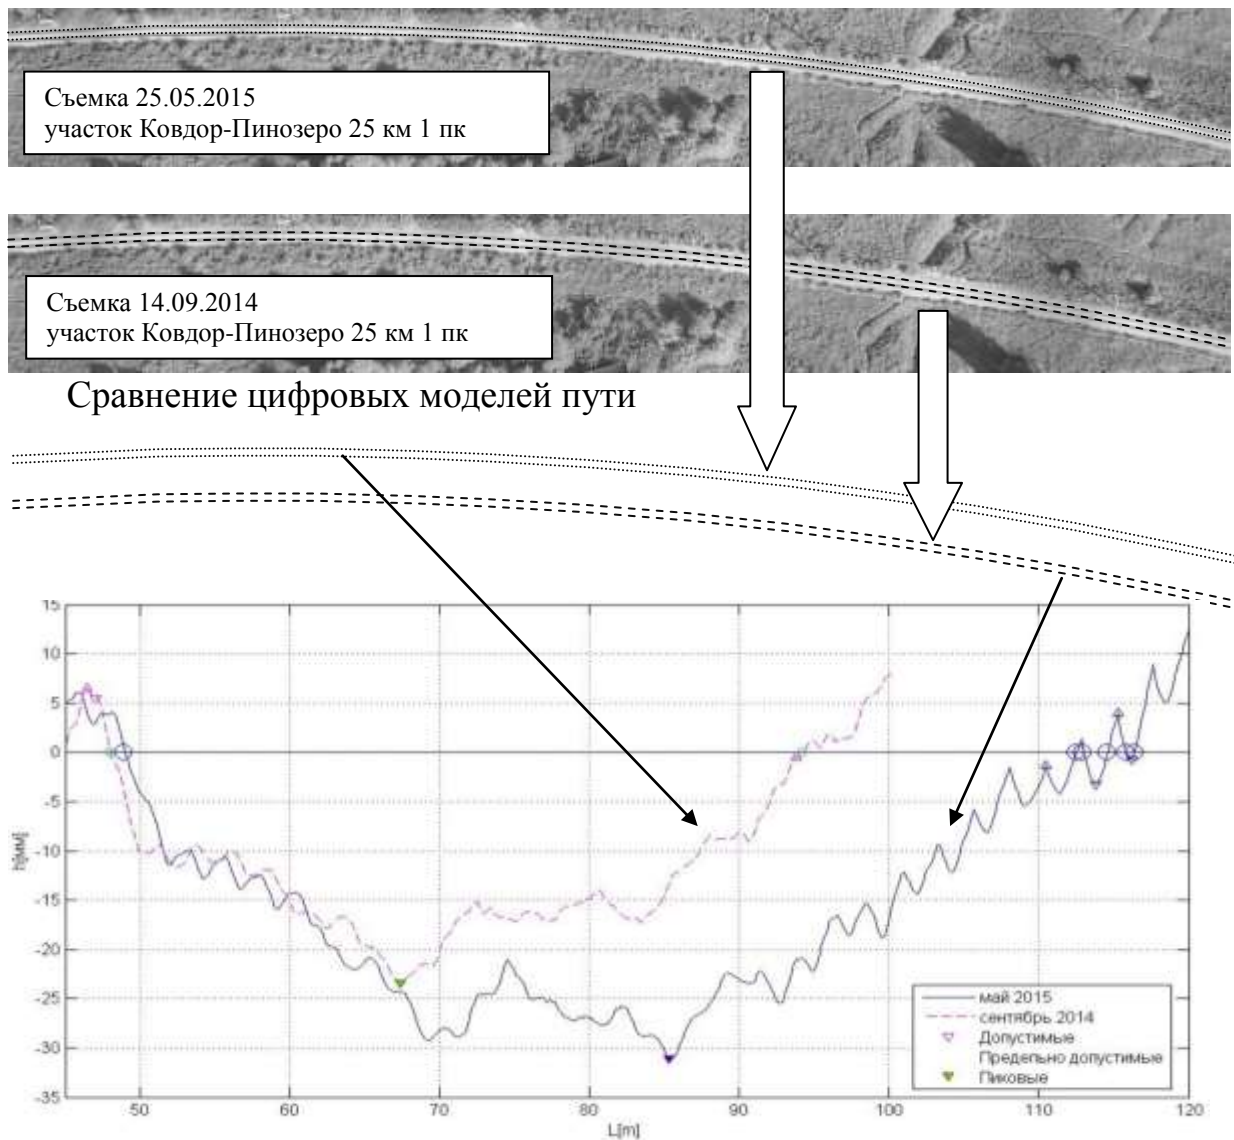 Съемка 25.05.2015
участок Ковдор-Пинозеро 25 км 1 пк
Съемка 14.09.2014
участок Ковдор-Пинозеро 25 км 1 пк
Сравнение цифровых моделей пути
15
10
5
0
-5
-10
-15
-20
-25
-30
-35
h[мм]
май 2015
сентябрь 2014
Допустимые
Предельно допустимые
Пиковые
50 60 70 80 90 100 110 120
L[m]